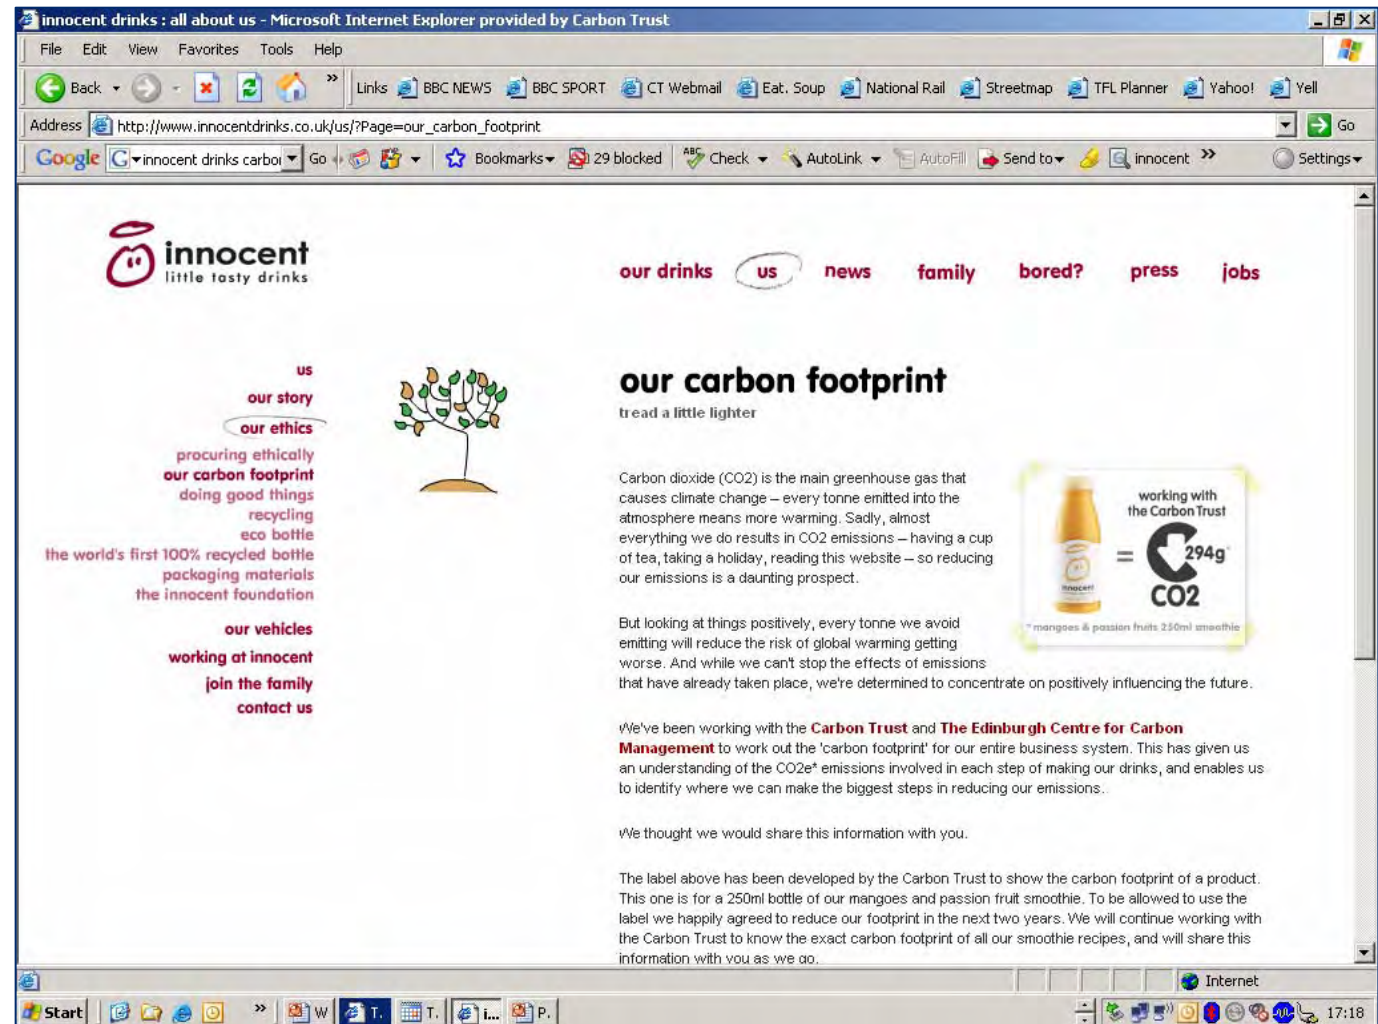 innocent drinks : all about us - Microsoft Internet Explorer provided by Carbon Trust
File Edit View Favorites Tools Help
Back Links BBC NEWS BBC SPORT CT Webmail Eat. Soup National Rail Streetmap TFL Planner Yahoo! Yell
Address http://www.innocentdrinks.co.uk/us/?Page=our_carbon_footprint Go
Google G innocent drinks carbo Go Bookmarks 29 blocked ABC Check AutoLink AutoFill Send to innocent Settings
innocent
little tasty drinks
our drinks us news family bored? press jobs
us
our story
our ethics
procuring ethically
our carbon footprint
doing good things
recycling
eco bottle
the world's first 100% recycled bottle
packaging materials
the innocent foundation
our vehicles
working at innocent
join the family
contact us
our carbon footprint
tread a little lighter
Carbon dioxide (CO2) is the main greenhouse gas that
causes climate change – every tonne emitted into the
atmosphere means more warming. Sadly, almost
everything we do results in CO2 emissions – having a cup
of tea, taking a holiday, reading this website – so reducing
our emissions is a daunting prospect.
working with
the Carbon Trust
innocent
= 294g*
CO2
* mangoes & passion fruits 250ml smoothie
But looking at things positively, every tonne we avoid
emitting will reduce the risk of global warming getting
worse. And while we can't stop the effects of emissions
that have already taken place, we're determined to concentrate on positively influencing the future.
We've been working with the Carbon Trust and The Edinburgh Centre for Carbon
Management to work out the 'carbon footprint' for our entire business system. This has given us
an understanding of the CO2e* emissions involved in each step of making our drinks, and enables us
to identify where we can make the biggest steps in reducing our emissions.
We thought we would share this information with you.
The label above has been developed by the Carbon Trust to show the carbon footprint of a product.
This one is for a 250ml bottle of our mangoes and passion fruit smoothie. To be allowed to use the
label we happily agreed to reduce our footprint in the next two years. We will continue working with
the Carbon Trust to know the exact carbon footprint of all our smoothie recipes, and will share this
information with you as we go.
Internet
Start W T. T. i... P. 17:18